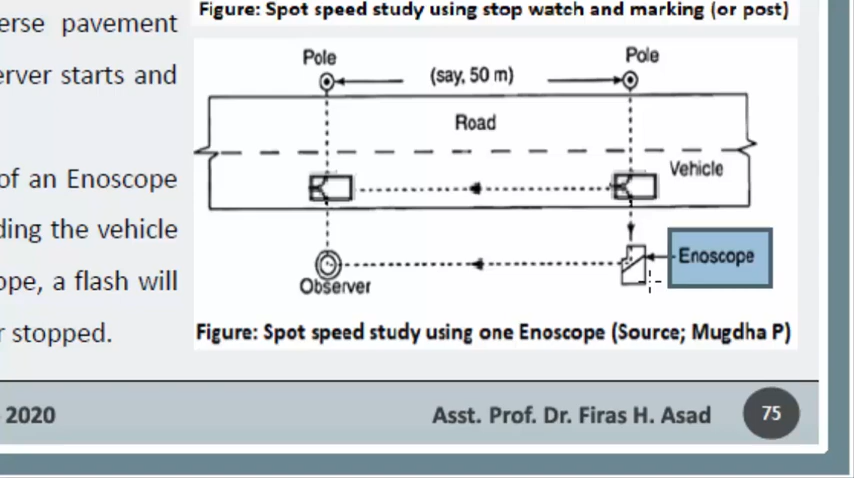 Figure: Spot speed study using stop watch and marking (or post)
erse pavement
erver starts and
of an Enoscope
ding the vehicle
ope, a flash will
r stopped.
Pole
Pole
(say, 50 m)
Road
Vehicle
Enoscope
Observer
Figure: Spot speed study using one Enoscope (Source; Mugdha P)
2020
Asst. Prof. Dr. Firas H. Asad
75